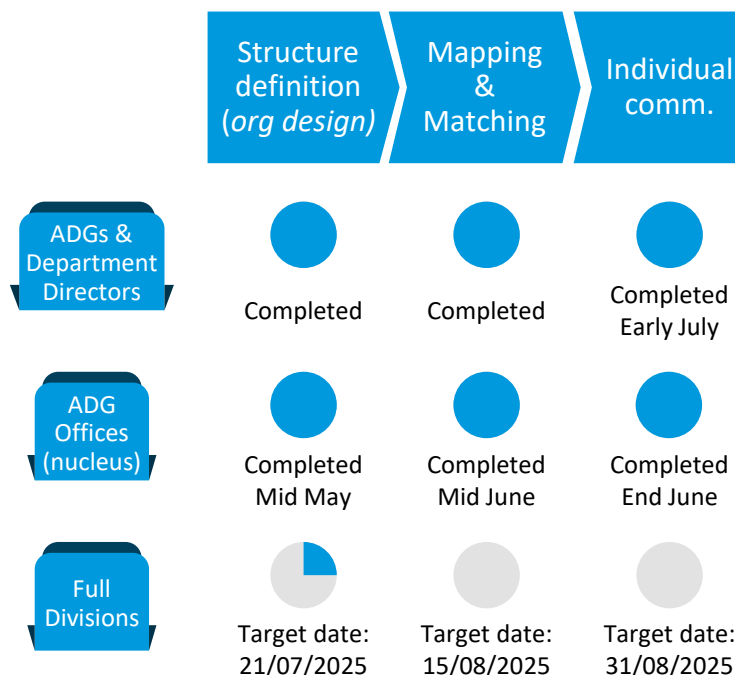 Structure
definition
(org design)
Mapping
&
Matching
Individual
comm.
ADGs &
Department
Directors
Completed
Completed
Completed
Early July
ADG
Offices
(nucleus)
Completed
Mid May
Completed
Mid June
Completed
End June
Full
Divisions
Target date:
21/07/2025
Target date:
15/08/2025
Target date:
31/08/2025